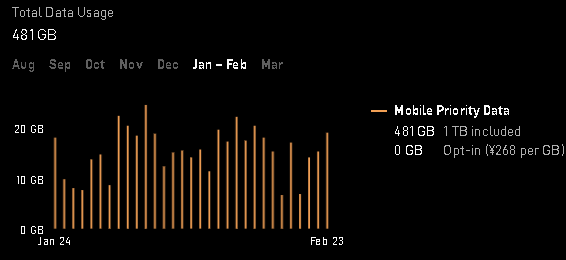 Total Data Usage
481GB
Aug Sep Oct Nov Dec Jan – Feb Mar
Mobile Priority Data
481GB 1 TB included
0 GB Opt-in (¥268 per GB)
20 GB
10 GB
0 GB
Jan 24 Feb 23